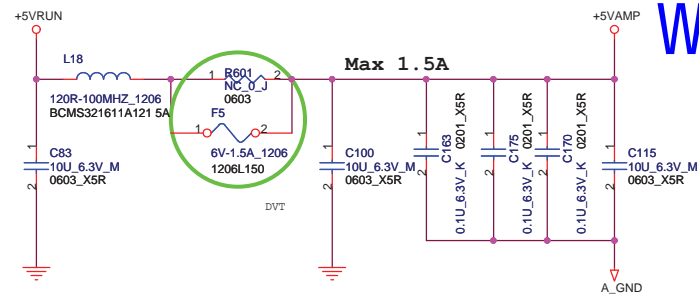 +5VRUN
+5VAMP
W
L18
1 R601 2
Max 1.5A
NC_0_J
0603
120R-100MHZ_1206
BCMS321611A121 5A
F5
1 2
6V-1.5A_1206
1206L150
DVT
1
C83
10U_6.3V_M
0603_X5R
2
1
C100
10U_6.3V_M
0603_X5R
2
1
2
C163
0.1U_6.3V_K
0201_X5R
1
2
C175
0.1U_6.3V_K
0201_X5R
1
2
C170
0.1U_6.3V_K
0201_X5R
1
C115
10U_6.3V_M
0603_X5R
2
A_GND